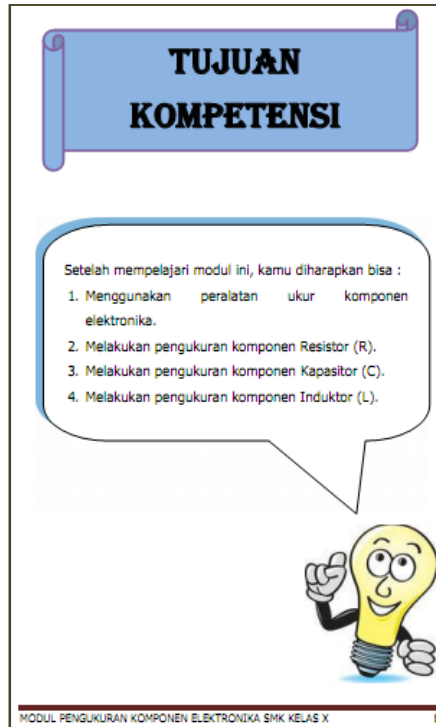 TUJUAN
KOMPETENSI
Setelah mempelajari modul ini, kamu diharapkan bisa :
1. Menggunakan peralatan ukur komponen
elektronika.
2. Melakukan pengukuran komponen Resistor (R).
3. Melakukan pengukuran komponen Kapasitor (C).
4. Melakukan pengukuran komponen Induktor (L).
MODUL PENGUKURAN KOMPONEN ELEKTRONIKA SMK KELAS X